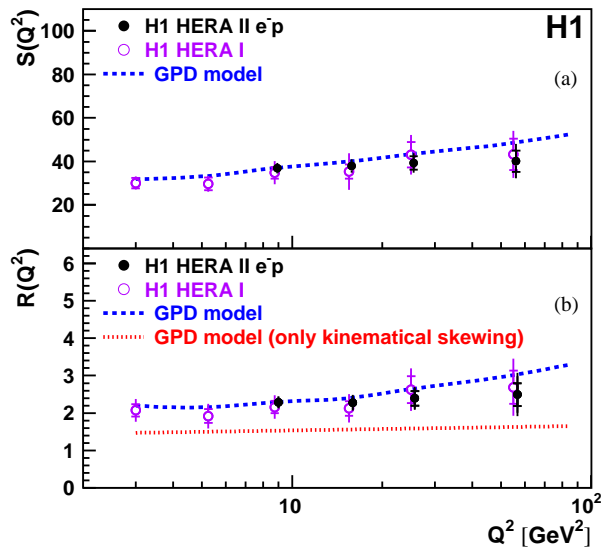 S(Q²)
100
80
60
40
20
H1
H1 HERA II e⁻p
H1 HERA I
GPD model
(a)
R(Q²)
6
5
4
3
2
1
0
H1 HERA II e⁻p
H1 HERA I
GPD model
GPD model (only kinematical skewing)
(b)
10
10²
Q² [GeV²]